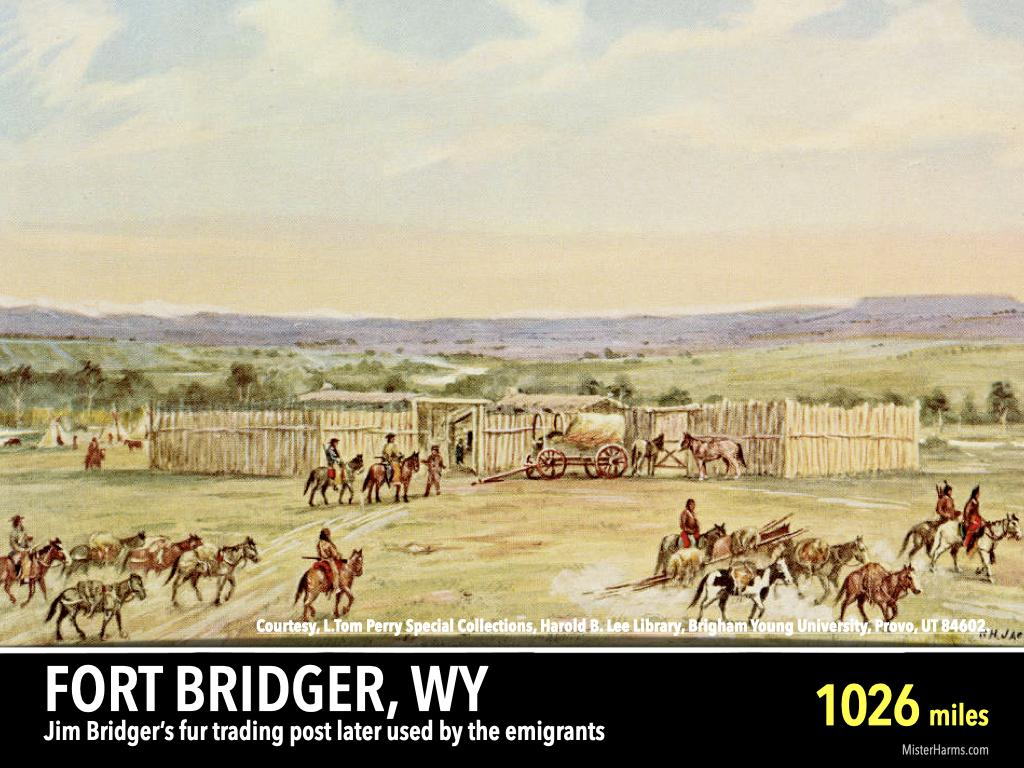 Courtesy, L.Tom Perry Special Collections, Harold B. Lee Library, Brigham Young University, Provo, UT 84602.
FORT BRIDGER, WY
Jim Bridger's fur trading post later used by the emigrants
1026 miles
MisterHarms.com